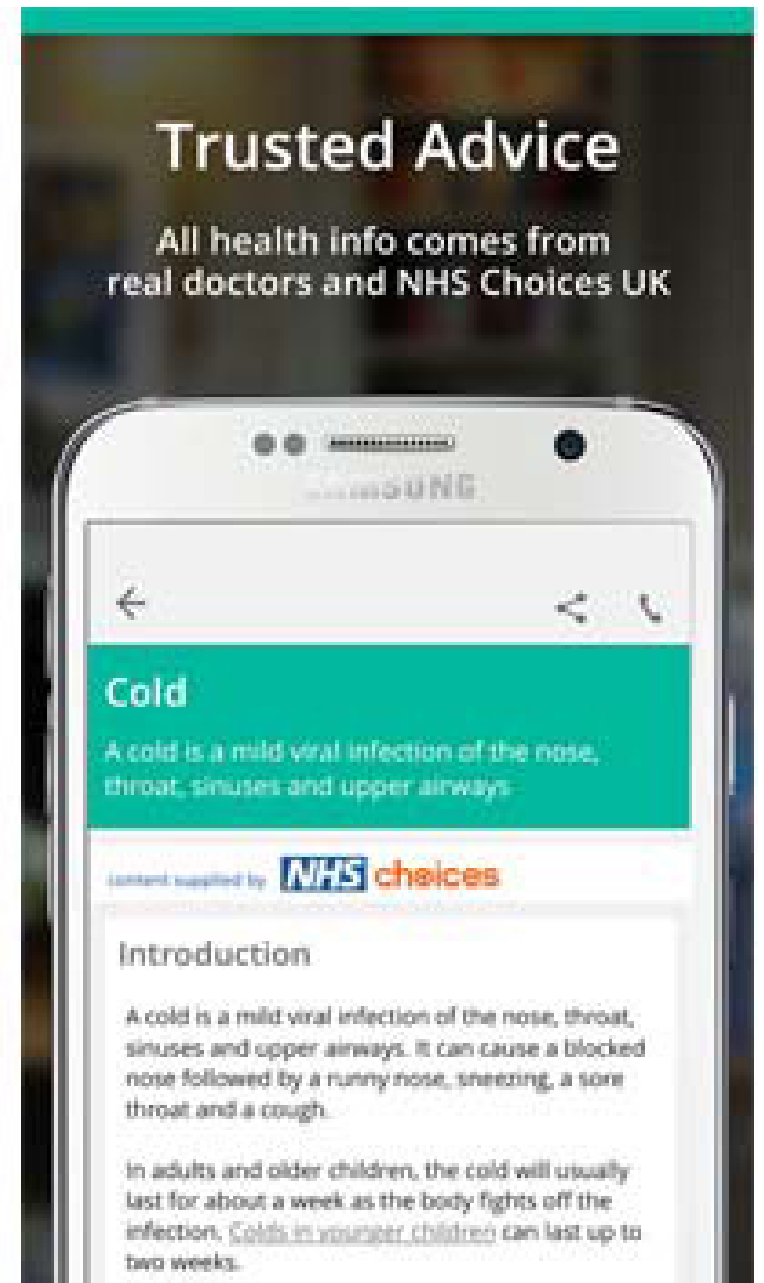 Trusted Advice
All health info comes from
real doctors and NHS Choices UK
SAMSUNG
Cold
A cold is a mild viral infection of the nose,
throat, sinuses and upper airways
content supplied by NHS choices
Introduction
A cold is a mild viral infection of the nose, throat,
sinuses and upper airways. It can cause a blocked
nose followed by a runny nose, sneezing, a sore
throat and a cough.
In adults and older children, the cold will usually
last for about a week as the body fights off the
infection. Colds in younger children can last up to
two weeks.